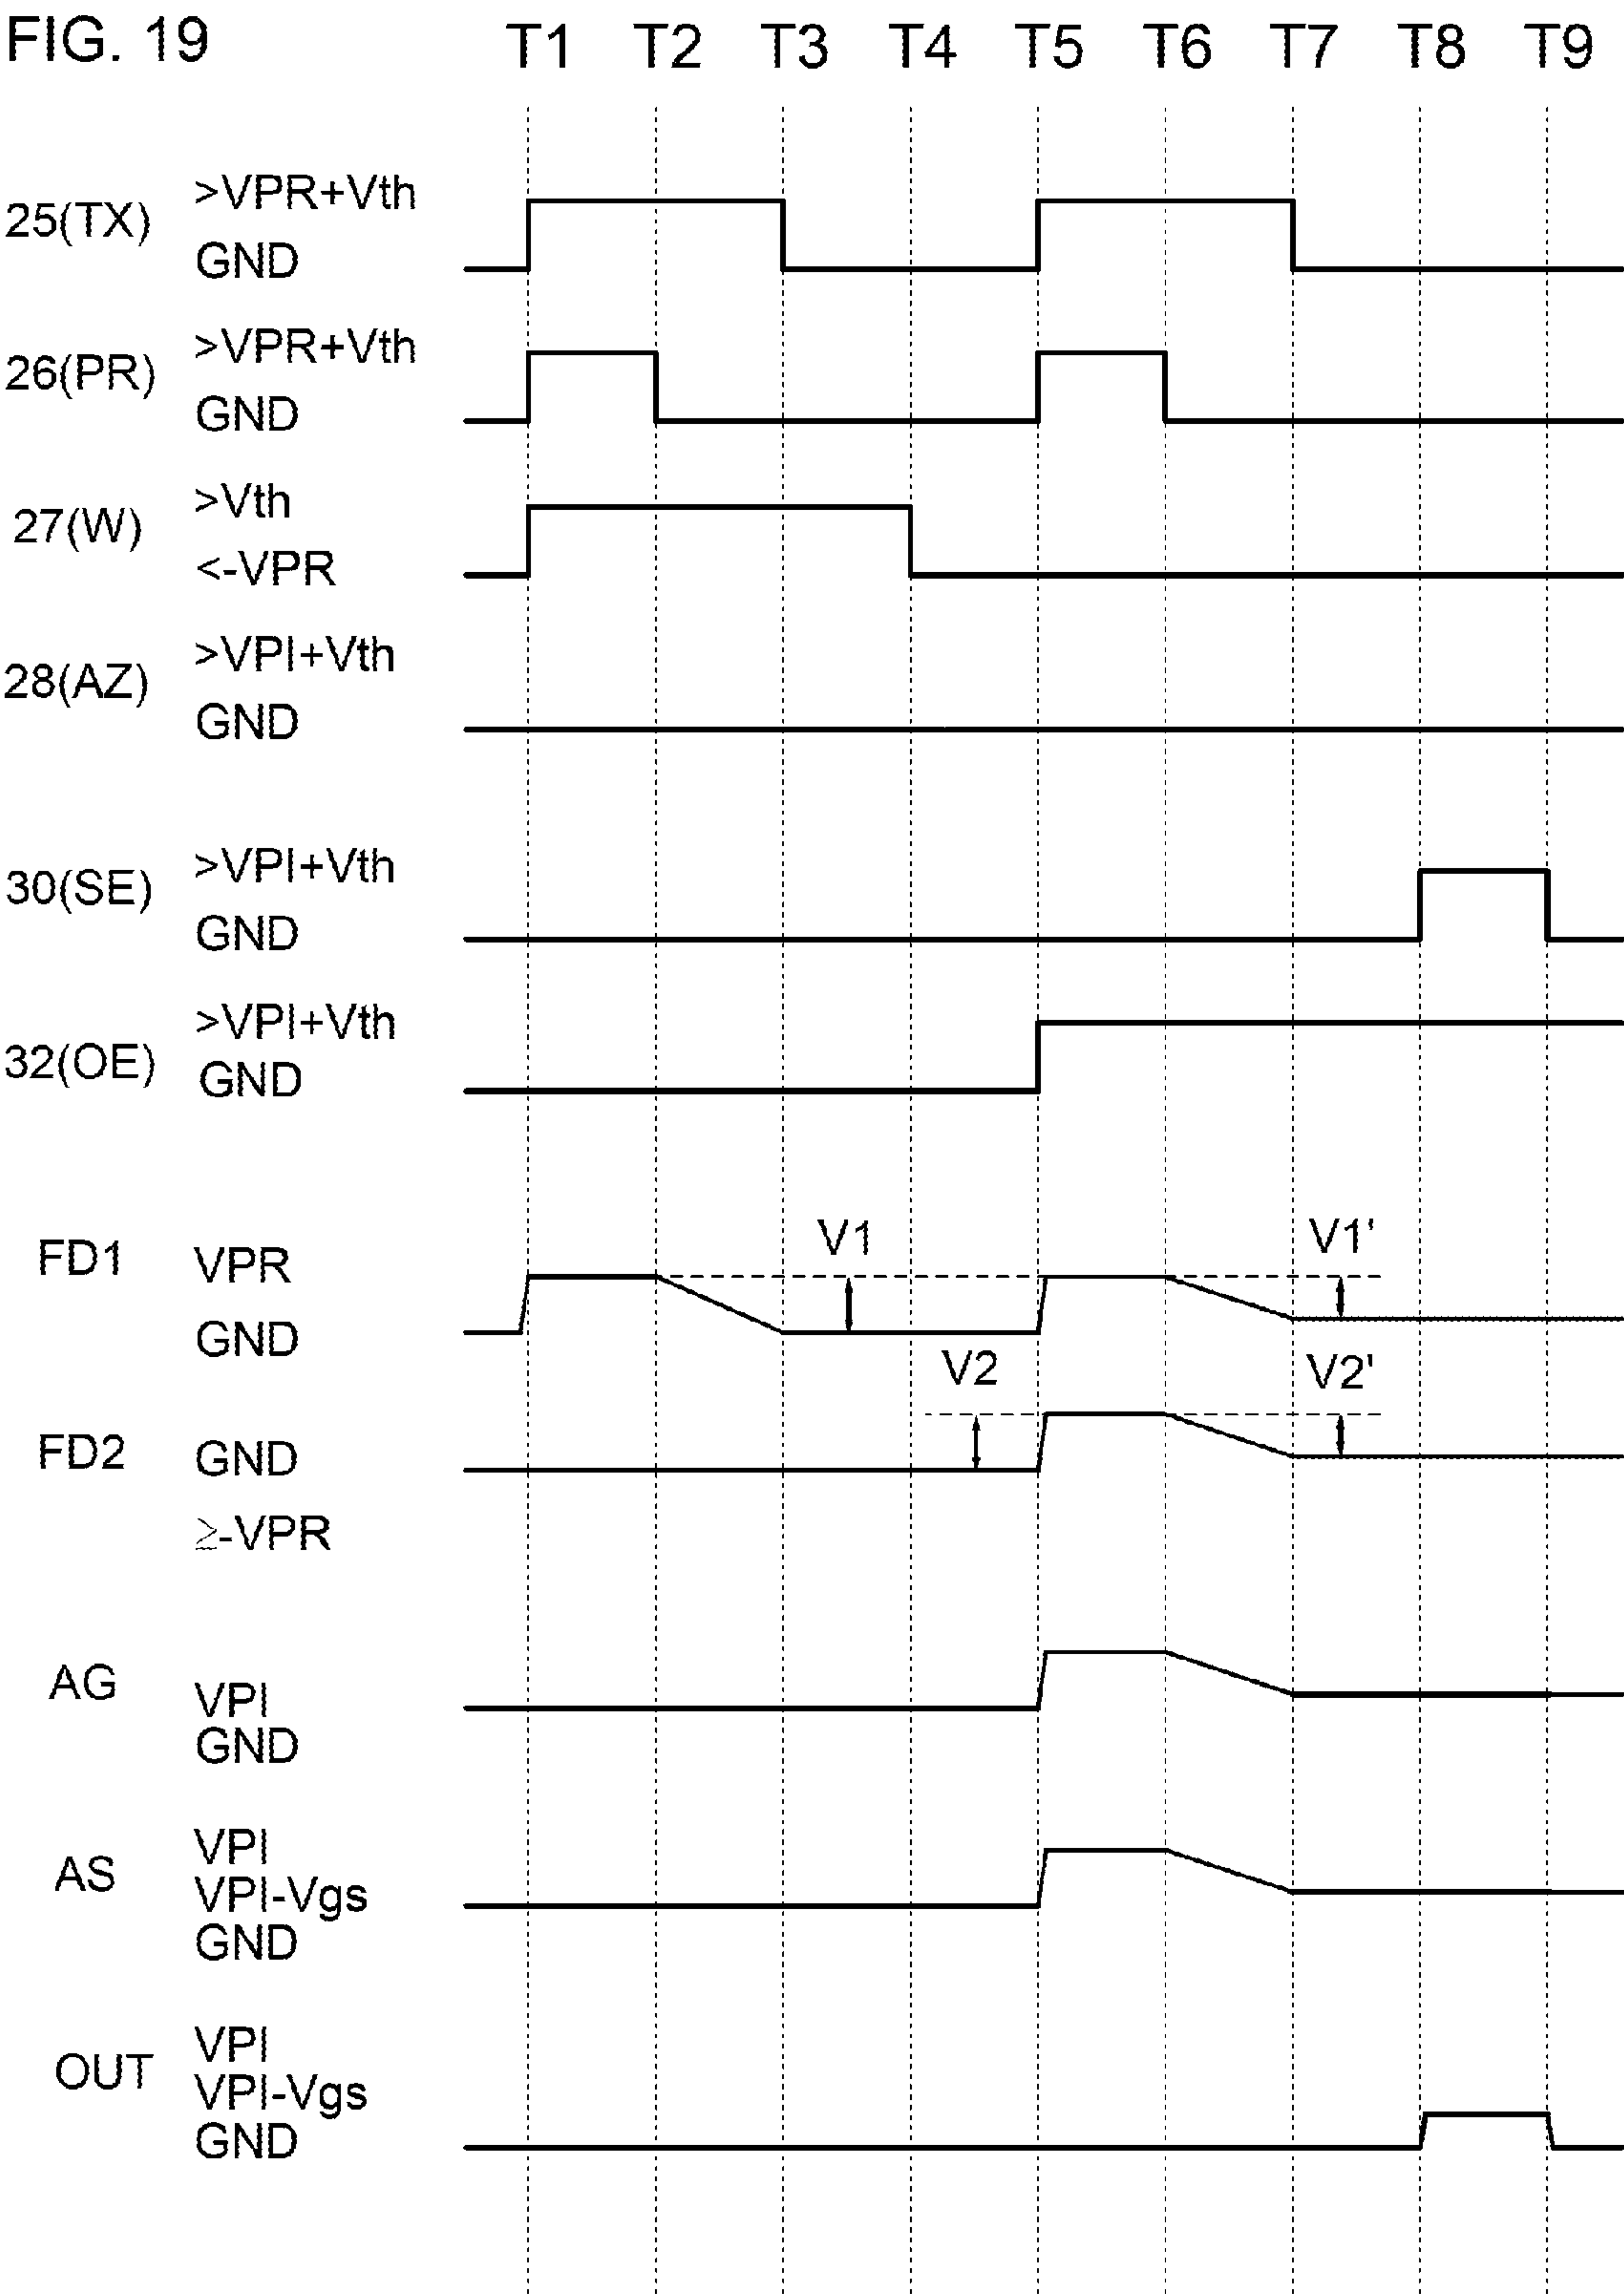 FIG. 19 T1 T2 T3 T4 T5 T6 T7 T8 T9
25(TX) >VPR+Vth
GND
26(PR) >VPR+Vth
GND
27(W) >Vth
<-VPR
28(AZ) >VPI+Vth
GND
30(SE) >VPI+Vth
GND
32(OE) >VPI+Vth
GND
FD1 VPR V1 V1'
GND
V2 V2'
FD2 GND
≥-VPR
AG VPI
GND
AS VPI
VPI-Vgs
GND
OUT VPI
VPI-Vgs
GND